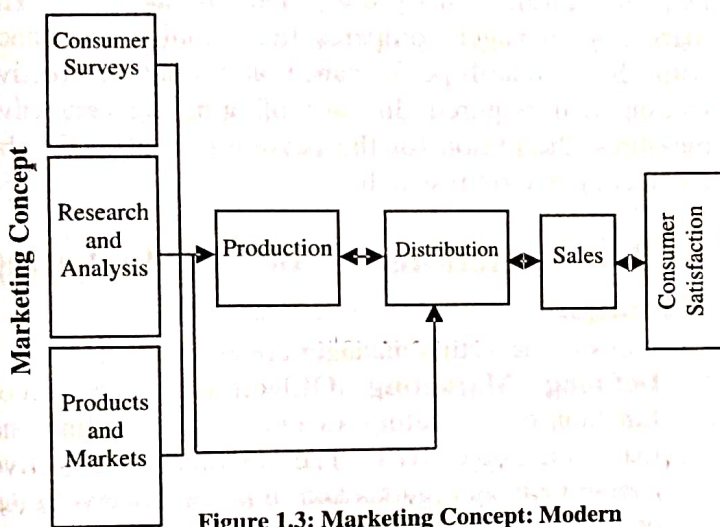 Marketing Concept
Consumer
Surveys
Research
and
Analysis
Products
and
Markets
Production
Distribution
Sales
Consumer
Satisfaction
Figure 1.3: Marketing Concept: Modern